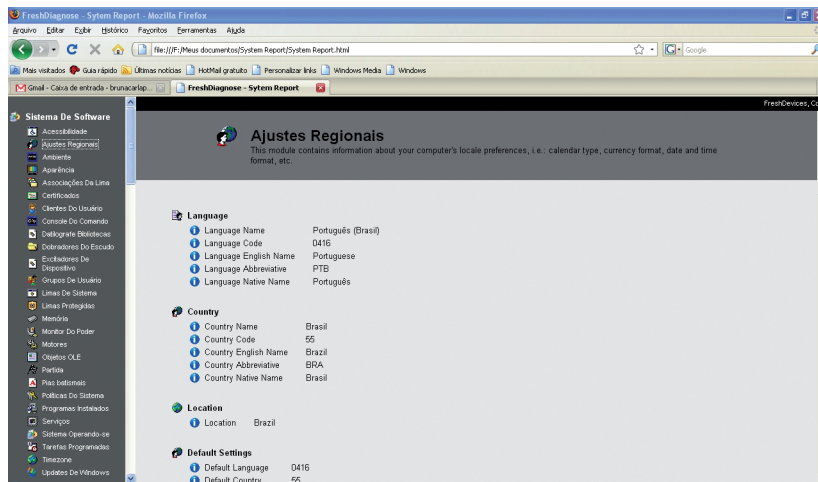 FreshDiagnose - Sytem Report - Mozilla Firefox
Arquivo Editar Exibir Histórico Favoritos Ferramentas Ajuda
file:///F:/Meus documentos/System Report/System Report.html
Google
Mais visitados Guia rápido Últimas notícias HotMail gratuito Personalizar links Windows Media Windows
Gmail - Caixa de entrada - brunacarlap... FreshDiagnose - Sytem Report
FreshDevices, Co
Sistema De Software
Acessibilidade
Ajustes Regionais
Ambiente
Aparência
Associações Da Lima
Certificados
Clientes Do Usuário
Console Do Comando
Datilografe Bibliotecas
Dobradores Do Escudo
Excitadores De
Dispositivo
Grupos De Usuário
Limas De Sistema
Limas Protegidas
Memória
Monitor Do Poder
Motores
Objetos OLE
Partida
Pias batismais
Políticas Do Sistema
Programas Instalados
Serviços
Sistema Operando-se
Tarefas Programadas
Timezone
Updates De Windows
Ajustes Regionais
This module contains information about your computer's locale preferences, i.e.: calendar type, currency format, date and time
format, etc.
Language
Language Name Português (Brasil)
Language Code 0416
Language English Name Portuguese
Language Abbreviative PTB
Language Native Name Português
Country
Country Name Brasil
Country Code 55
Country English Name Brazil
Country Abbreviative BRA
Country Native Name Brasil
Location
Location Brazil
Default Settings
Default Language 0416
Default Country 55